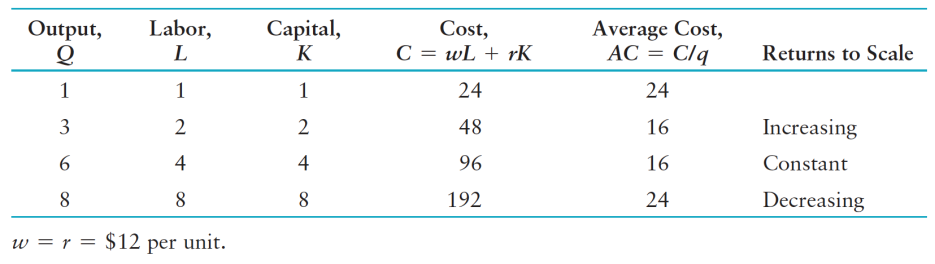 Output, Labor, Capital, Cost, Average Cost,
Q L K C = wL + rK AC = C/q Returns to Scale
1 1 1 24 24
3 2 2 48 16 Increasing
6 4 4 96 16 Constant
8 8 8 192 24 Decreasing
w = r = $12 per unit.